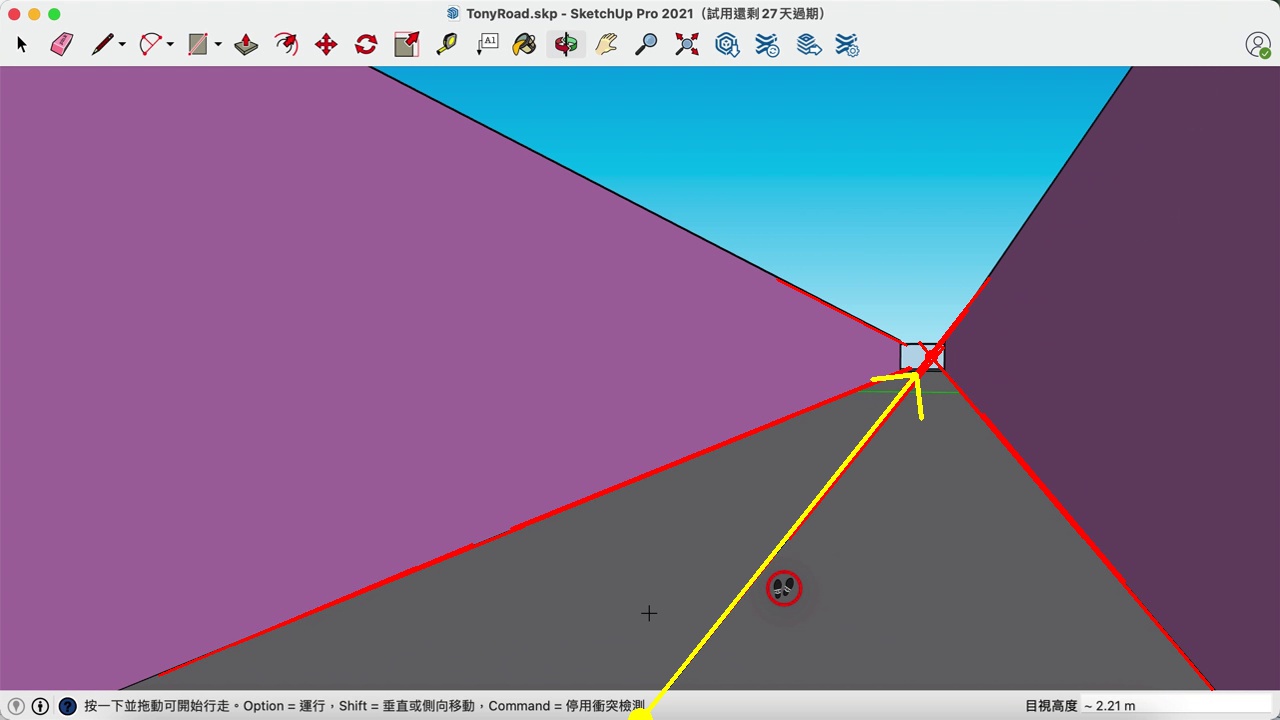 TonyRoad.skp - SketchUp Pro 2021（試用還剩 27 天過期）
A1
按一下並拖動可開始行走。Option = 運行，Shift = 垂直或側向移動，Command = 停用衝突檢測
目視高度 ~ 2.21 m